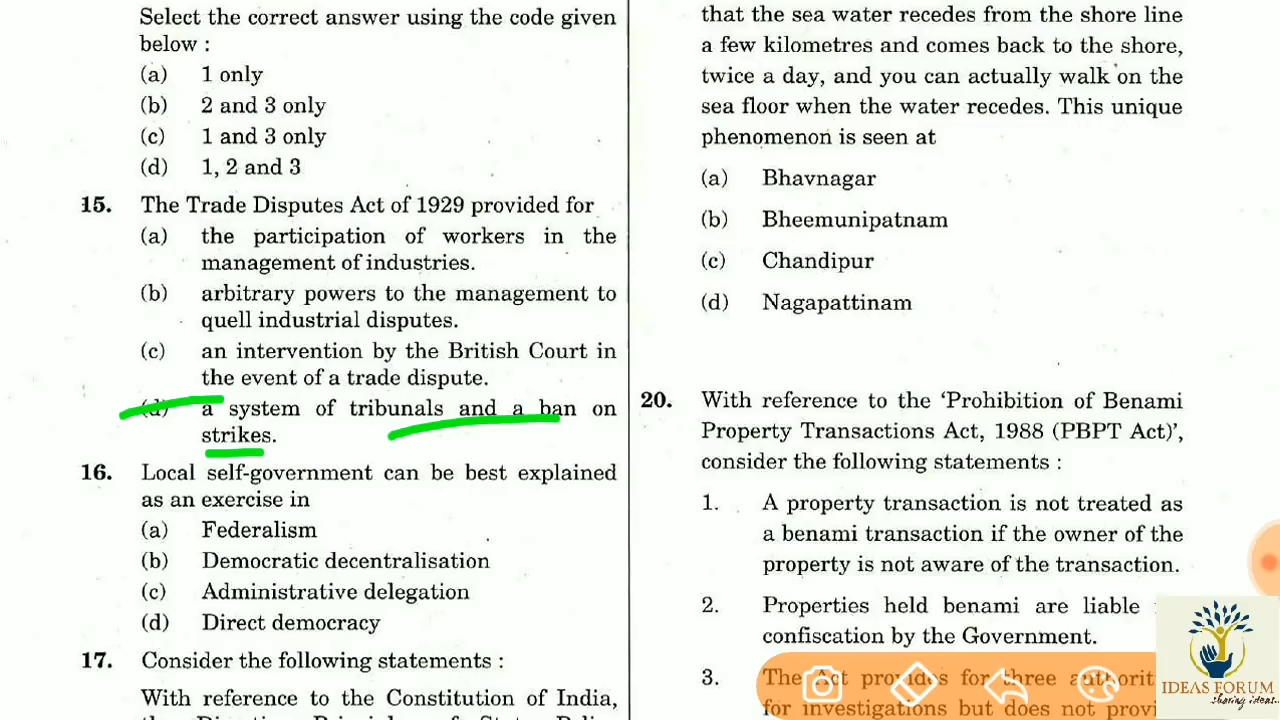 Select the correct answer using the code given
below :
(a) 1 only
(b) 2 and 3 only
(c) 1 and 3 only
(d) 1, 2 and 3
15. The Trade Disputes Act of 1929 provided for
(a) the participation of workers in the
management of industries.
(b) arbitrary powers to the management to
quell industrial disputes.
(c) an intervention by the British Court in
the event of a trade dispute.
(d) a system of tribunals and a ban on
strikes.
16. Local self-government can be best explained
as an exercise in
(a) Federalism
(b) Democratic decentralisation
(c) Administrative delegation
(d) Direct democracy
17. Consider the following statements :
With reference to the Constitution of India,
that the sea water recedes from the shore line
a few kilometres and comes back to the shore,
twice a day, and you can actually walk on the
sea floor when the water recedes. This unique
phenomenon is seen at
(a) Bhavnagar
(b) Bheemunipatnam
(c) Chandipur
(d) Nagapattinam
20. With reference to the ‘Prohibition of Benami
Property Transactions Act, 1988 (PBPT Act)’,
consider the following statements :
1. A property transaction is not treated as
a benami transaction if the owner of the
property is not aware of the transaction.
2. Properties held benami are liable
confiscation by the Government.
3. The Act provides for three
for investigations but does not
IDEAS FORUM
sharing ideas